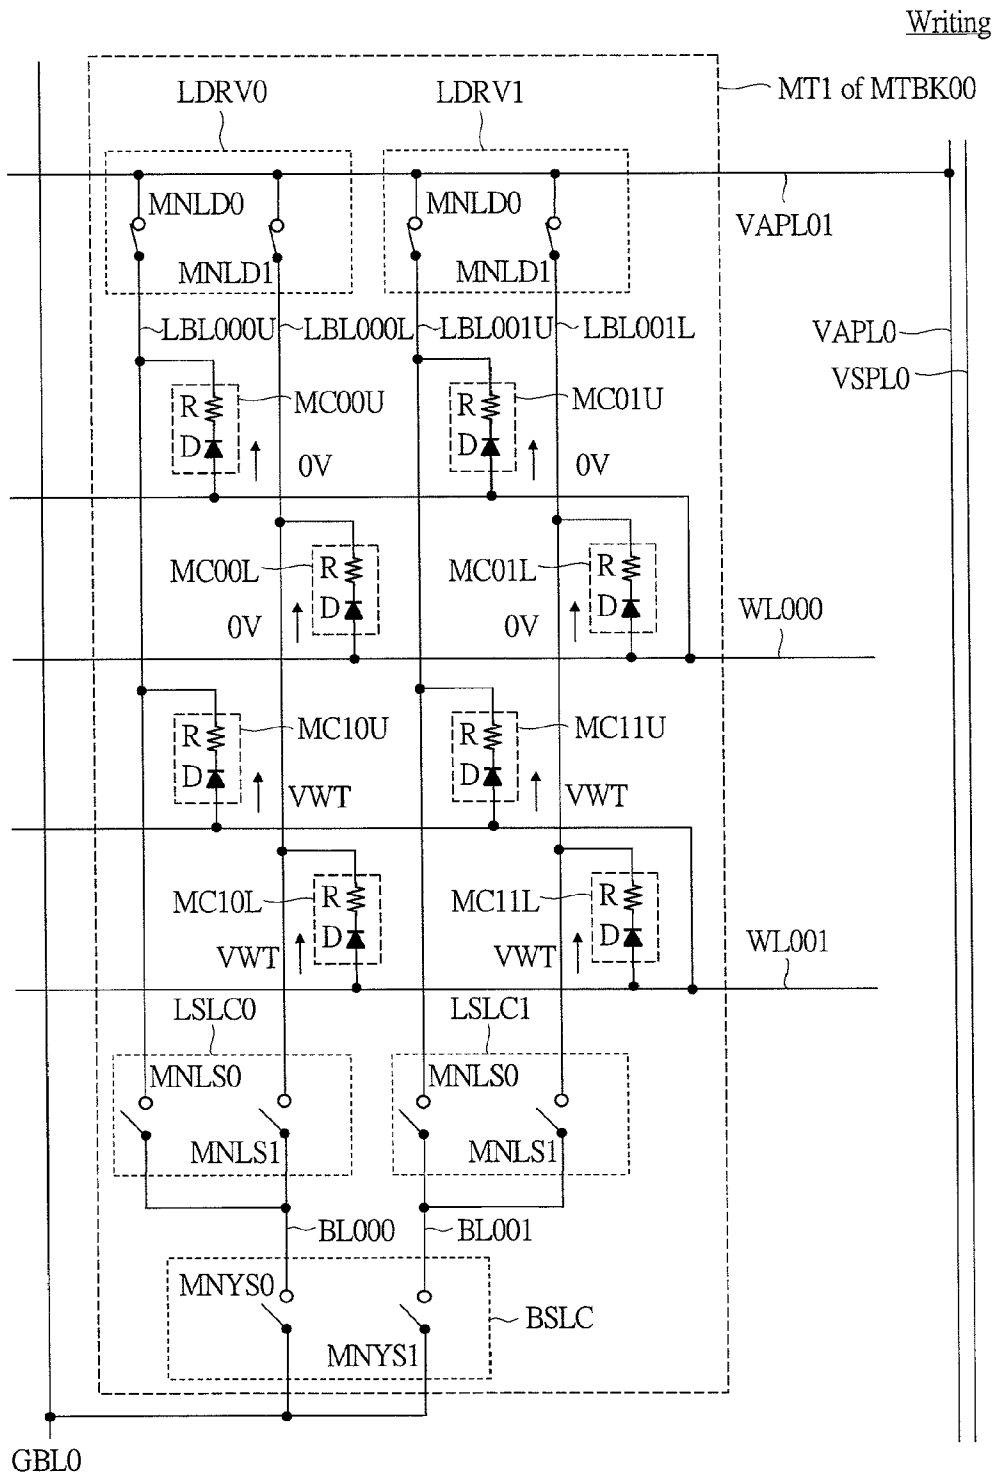 Writing
LDRV0 LDRV1 MT1 of MTBK00
MNLD0 MNLD0
VAPL01
MNLD1 MNLD1
LBL000U LBL000L LBL001U LBL001L VAPL0
VSPL0
R MC00U R MC01U
D 0V D 0V
MC00L R MC01L R
WL000
0V D 0V D
R MC10U R MC11U
D VWT D VWT
MC10L R MC11L R
WL001
VWT D VWT D
LSLC0 LSLC1
MNLS0 MNLS0
MNLS1 MNLS1
BL000 BL001
MNYS0
BSLC
MNYS1
GBL0